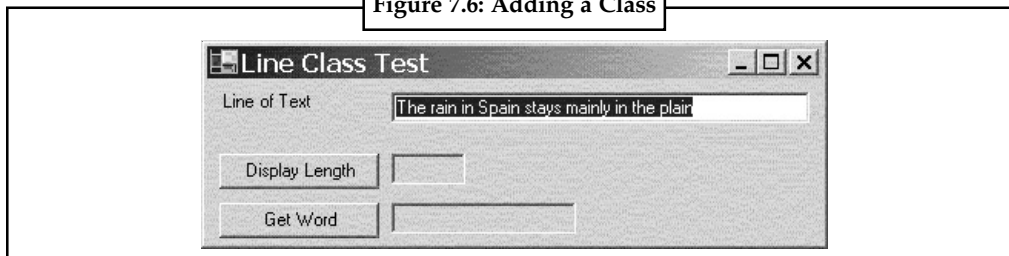 Figure 7.6: Adding a Class
Line Class Test
Line of Text
The rain in Spain stays mainly in the plain
Display Length
Get Word